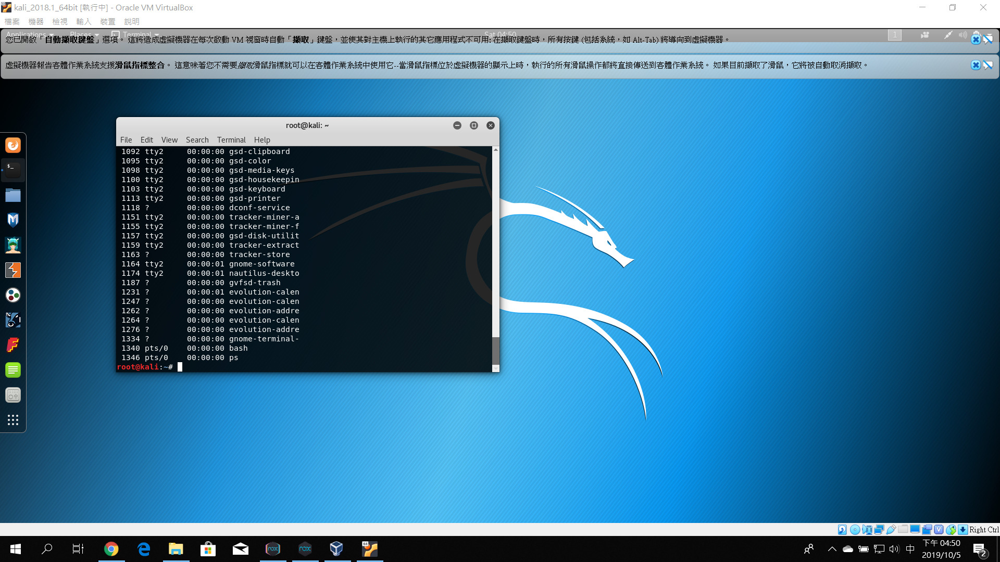 kali_2018.1_64bit [執行中] - Oracle VM VirtualBox
檔案 機器 檢視 輸入 裝置 說明
Applications Places Terminal Sat 04:50 1
您已開啟「自動擷取鍵盤」選項。 這將造成虛擬機器在每次啟動 VM 視窗時自動「擷取」鍵盤，並使其對主機上執行的其它應用程式不可用: 在擷取鍵盤時，所有按鍵 (包括系統，如 Alt-Tab) 將導向到虛擬機器。
虛擬機器報告客體作業系統支援滑鼠指標整合。 這意味著您不需要擷取滑鼠指標就可以在客體作業系統中使用它--當滑鼠指標位於虛擬機器的顯示上時，執行的所有滑鼠操作都將直接傳送到客體作業系統。 如果目前擷取了滑鼠，它將被自動取消擷取。
root@kali: ~
File Edit View Search Terminal Help
1092 tty2 00:00:00 gsd-clipboard
1095 tty2 00:00:00 gsd-color
1098 tty2 00:00:00 gsd-media-keys
1100 tty2 00:00:00 gsd-housekeepin
1103 tty2 00:00:00 gsd-keyboard
1113 tty2 00:00:00 gsd-printer
1118 ? 00:00:00 dconf-service
1151 tty2 00:00:00 tracker-miner-a
1155 tty2 00:00:00 tracker-miner-f
1157 tty2 00:00:00 gsd-disk-utilit
1159 tty2 00:00:00 tracker-extract
1163 ? 00:00:00 tracker-store
1164 tty2 00:00:01 gnome-software
1174 tty2 00:00:01 nautilus-deskto
1187 ? 00:00:00 gvfsd-trash
1231 ? 00:00:01 evolution-calen
1247 ? 00:00:00 evolution-calen
1262 ? 00:00:00 evolution-addre
1264 ? 00:00:00 evolution-calen
1276 ? 00:00:00 evolution-addre
1334 ? 00:00:00 gnome-terminal-
1340 pts/0 00:00:00 bash
1346 pts/0 00:00:00 ps
root@kali:~#
Right Ctrl
中
下午 04:50
2019/10/5
2